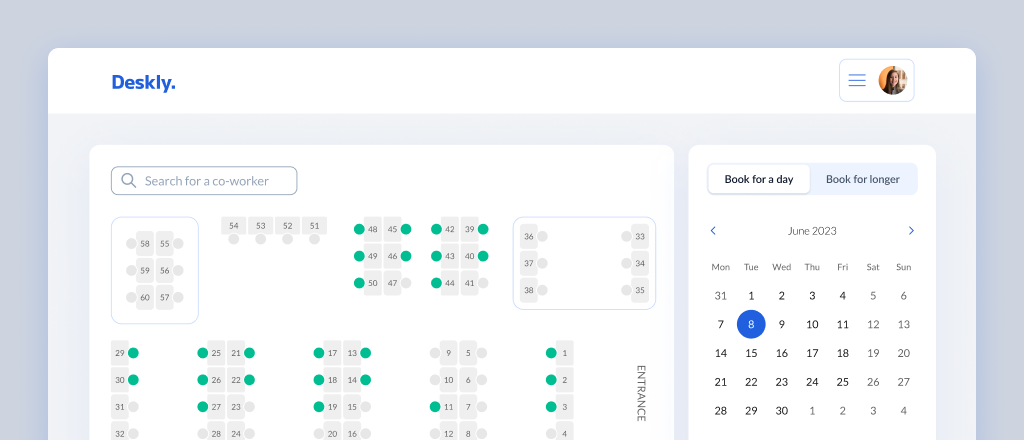 Deskly.
Search for a co-worker
54 53 52 51
58 55
59 56
60 57
48 45
49 46
50 47
42 39
43 40
44 41
36 33
37 34
38 35
29
30
31
32
25 21
26 22
27 23
28 24
17 13
18 14
19 15
20 16
9 5
10 6
11 7
12 8
1
2
3
4
ENTRANCE
Book for a day Book for longer
June 2023
Mon Tue Wed Thu Fri Sat Sun
31 1 2 3 4 5 6
7 8 9 10 11 12 13
14 15 16 17 18 19 20
21 22 23 24 25 26 27
28 29 30 1 2 3 4